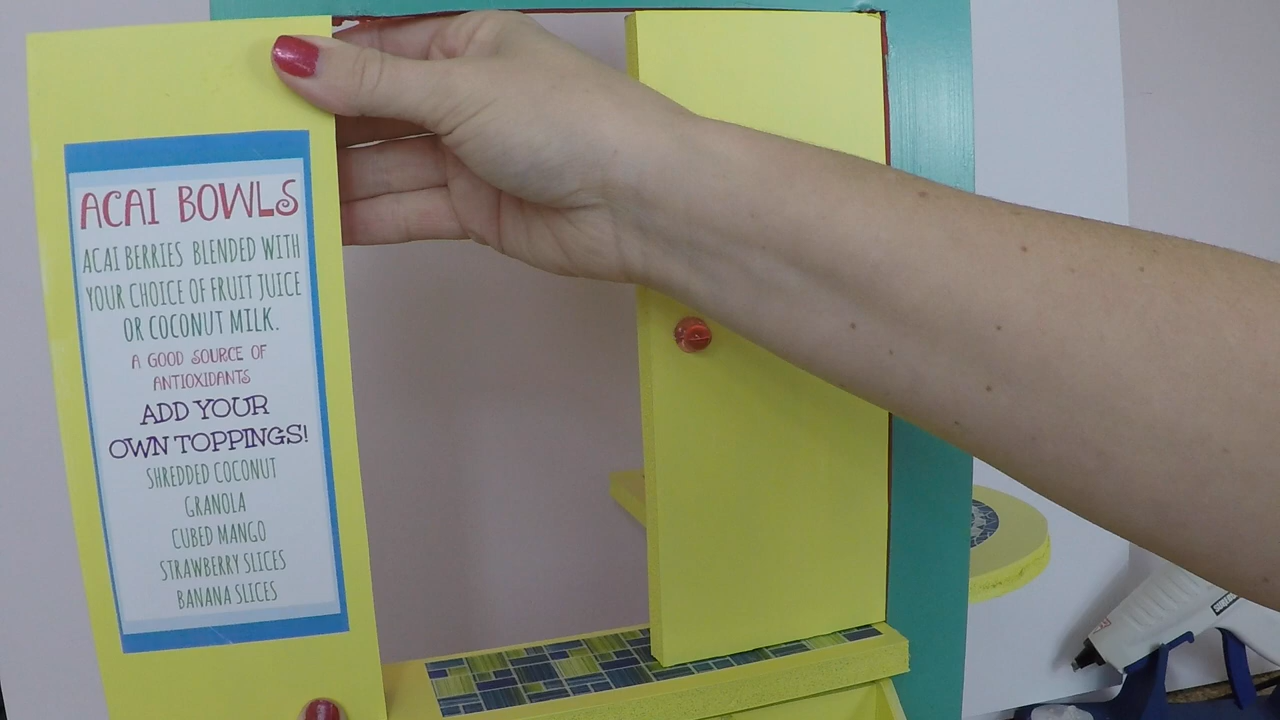 ACAI BOWLS
ACAI BERRIES BLENDED WITH
YOUR CHOICE OF FRUIT JUICE
OR COCONUT MILK.
A GOOD SOURCE OF
ANTIOXIDANTS
ADD YOUR
OWN TOPPINGS!
SHREDDED COCONUT
GRANOLA
CUBED MANGO
STRAWBERRY SLICES
BANANA SLICES